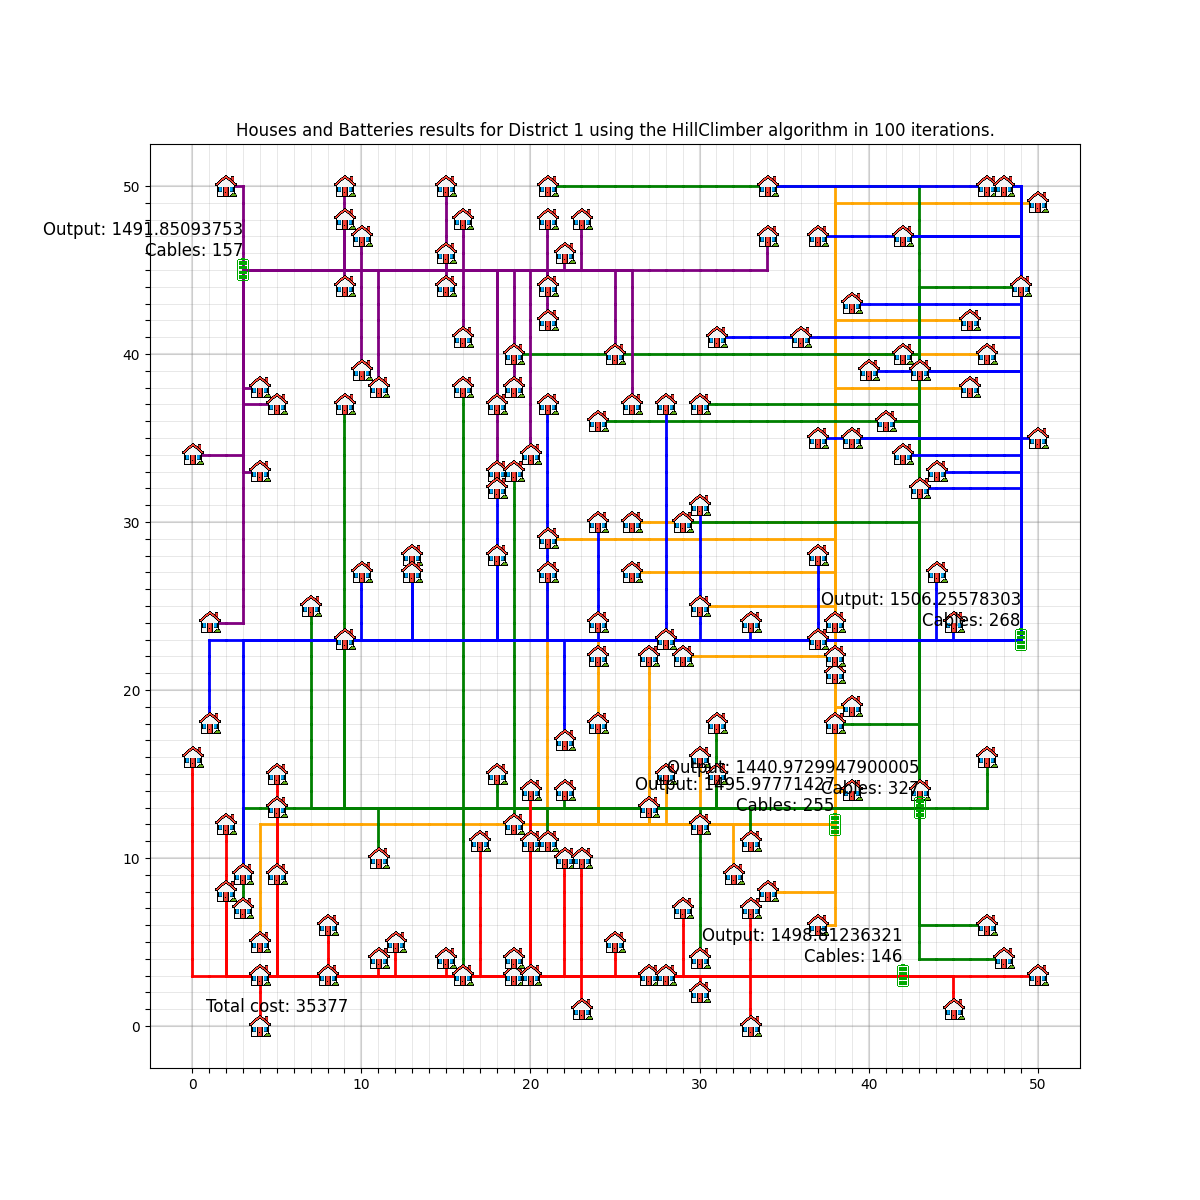 Houses and Batteries results for District 1 using the HillClimber algorithm in 100 iterations.
50
Output: 1491.85093753
Cables: 157
40
30
Output: 1506.25578303
Cables: 268
20
Output: 1440.9729947900005
Cables: 327
Output: 1495.97771427
Cables: 255
10
Output: 1498.81236321
Cables: 146
Total cost: 35377
0
0 10 20 30 40 50